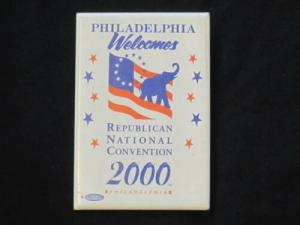 PHILADELPHIA
Welcomes
REPUBLICAN
NATIONAL
CONVENTION
2000
PHILADELPHIA